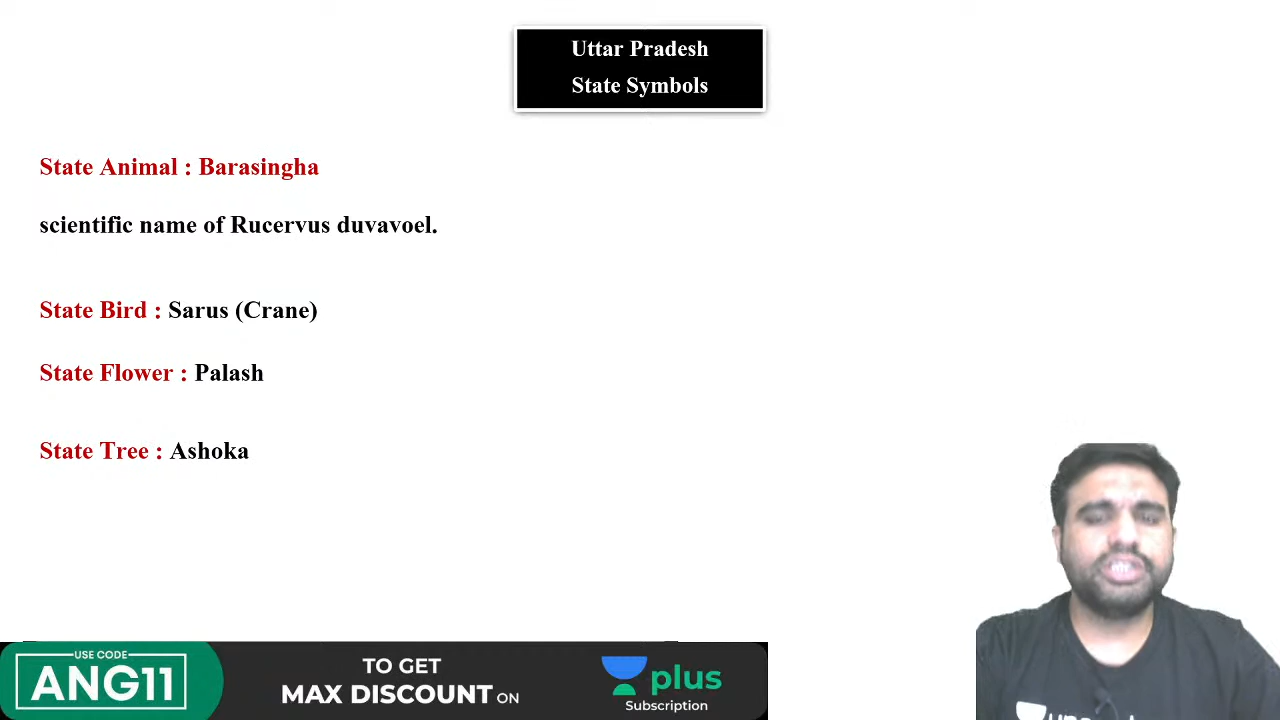 Uttar Pradesh
State Symbols
State Animal : Barasingha
scientific name of Rucervus duvavoel.
State Bird : Sarus (Crane)
State Flower : Palash
State Tree : Ashoka
USE CODE
ANG11
TO GET
MAX DISCOUNT ON
plus
Subscription